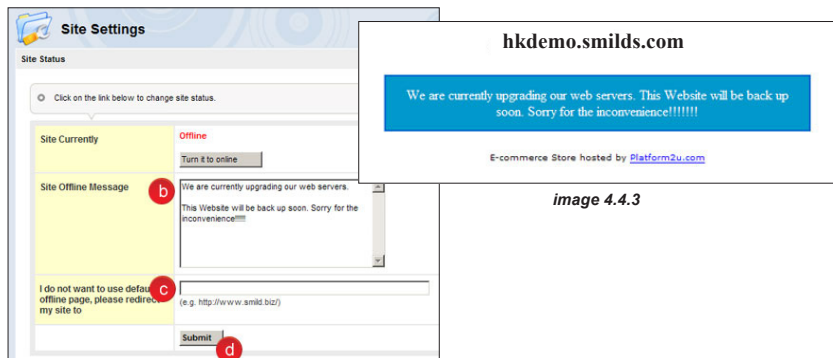 Site Settings
Site Status
Click on the link below to change site status.
Site Currently
Offline
Turn it to online
Site Offline Message
b
We are currently upgrading our web servers.
This Website will be back up soon. Sorry for the
inconvenience!!!!!
I do not want to use
offline page, please
my site to
c
(e.g. http://www.smild.biz/)
Submit
d
hkdemo.smilds.com
We are currently upgrading our web servers. This Website will be back up
soon. Sorry for the inconvenience!!!!!!!
E-commerce Store hosted by Platform2u.com
image 4.4.3